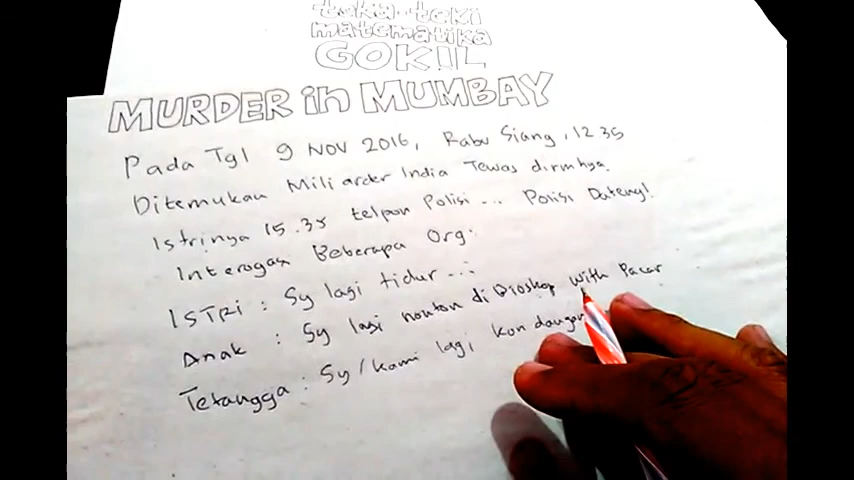 teka-teki
matematika
GOKIL
MURDER in MUMBAY
Pada Tgl 9 Nov 2016, Rabu Siang, 12 35
Ditemukan Miliarder India Tewas dirmhya.
Istrinya 15.35 telpon Polisi ... Polisi Dateng!
Interogasi Beberapa Org.
ISTRI : Sy lagi tidur ...
Anak : Sy lagi nonton di Bioskop with Pacar
Tetangga : Sy/kami lagi kondangan